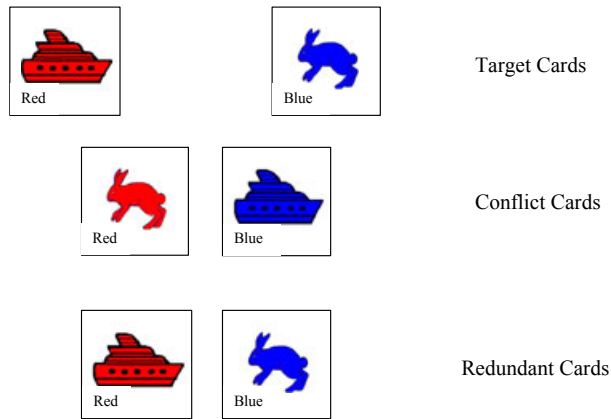 Red
Blue
Target Cards
Red
Blue
Conflict Cards
Red
Blue
Redundant Cards